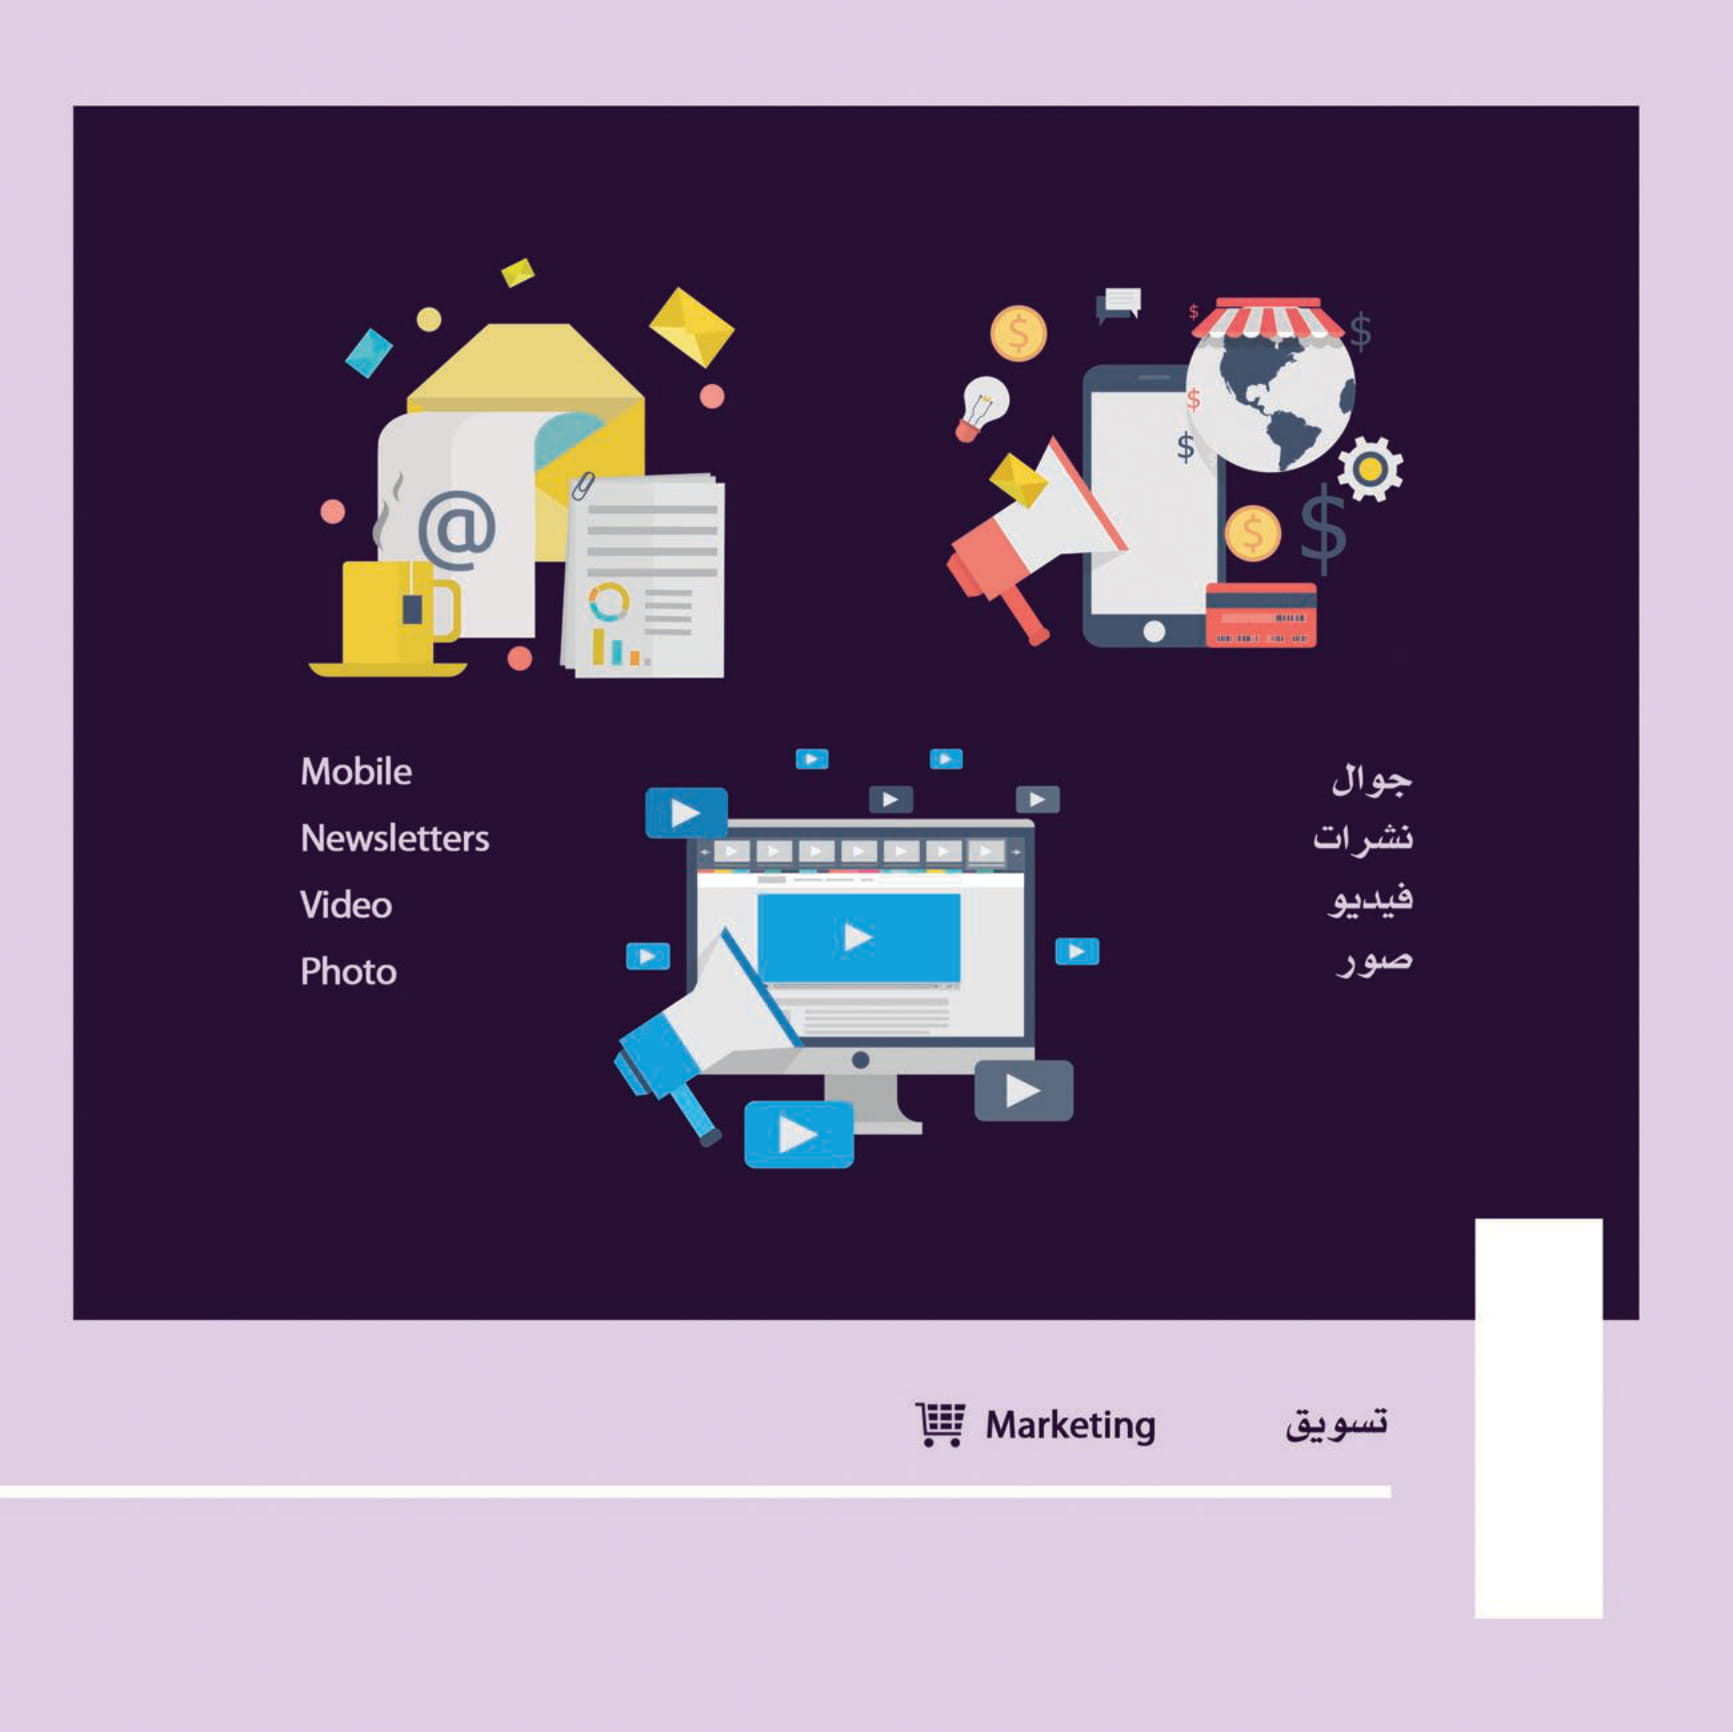 @
Mobile
Newsletters
Video
Photo
جوال
نشرات
فيديو
صور
Marketing
تسويق